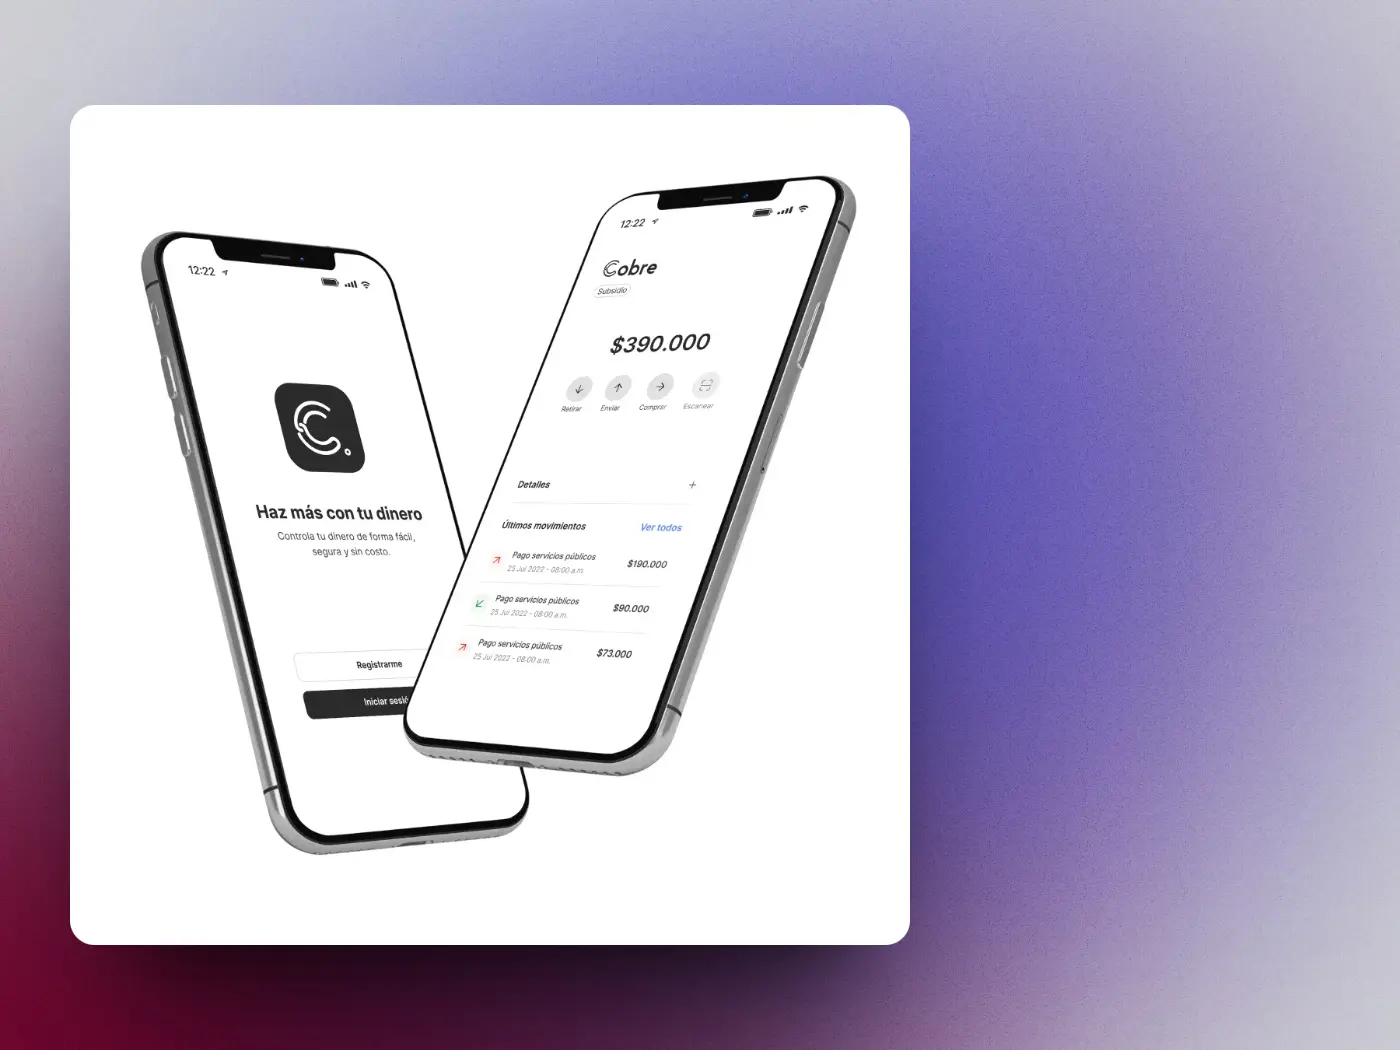 12:22
Haz más con tu dinero
Controla tu dinero de forma fácil,
segura y sin costo.
Registrarme
Iniciar sesió
12:22
Cobre
Subsidio
$390.000
Retirar Enviar Comprar Escanear
Detalles +
Últimos movimientos Ver todos
Pago servicios públicos $190.000
25 Jul 2022 - 08:00 a.m.
Pago servicios públicos $90.000
25 Jul 2022 - 08:00 a.m.
Pago servicios públicos $73.000
25 Jul 2022 - 08:00 a.m.